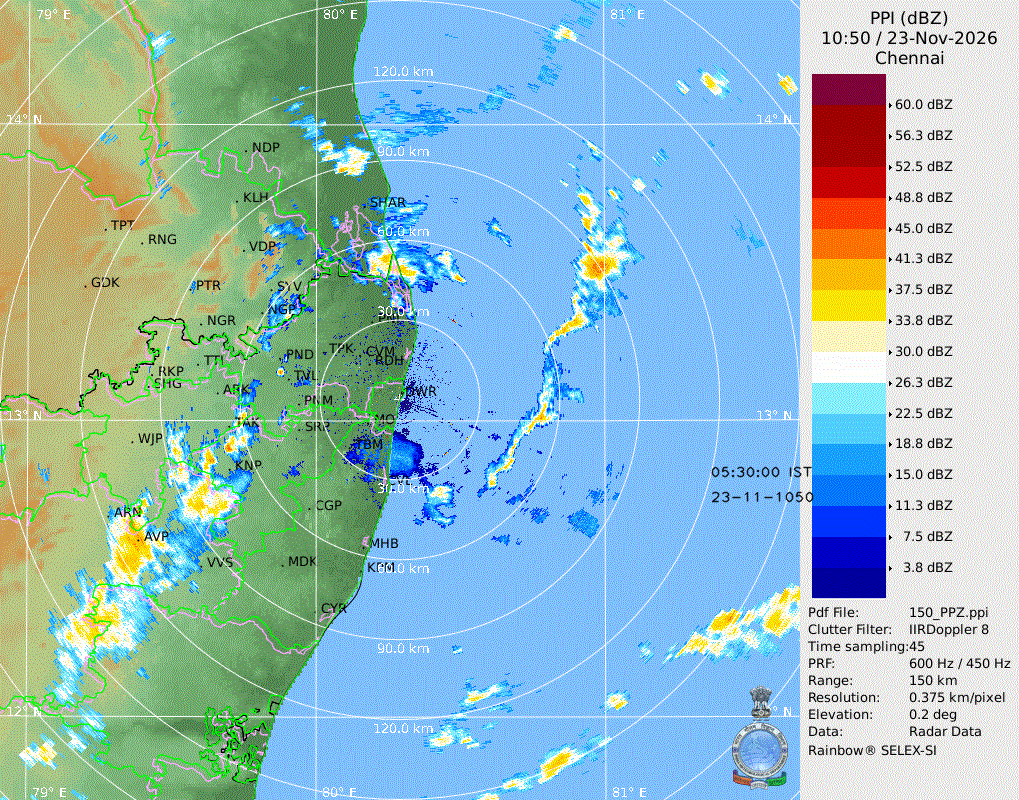 79° E
80° E
81° E
120.0 km
14° N
14° N
NDP
90.0 km
KLH
SHAR
TPT
RNG
60.0 km
VDP
GDK
PTR
SYV
NGP
30.0 km
NGR
TPK
CVM
PND
RDH
TTI
RKP
TVL
SHG
ARK
PNM
DWR
13° N
13° N
SRP
MO
WJP
TBM
KNP
05:30:00 IST
30.0 km
23-11-1050
CGP
ARN
AVP
MHB
VVS
MDK
60.0 km
CYR
90.0 km
12° N
120.0 km
79° E
80° E
81° E
PPI (dBZ)
10:50 / 23-Nov-2026
Chennai
60.0 dBZ
56.3 dBZ
52.5 dBZ
48.8 dBZ
45.0 dBZ
41.3 dBZ
37.5 dBZ
33.8 dBZ
30.0 dBZ
26.3 dBZ
22.5 dBZ
18.8 dBZ
15.0 dBZ
11.3 dBZ
7.5 dBZ
3.8 dBZ
Pdf File: 150_PPZ.ppi
Clutter Filter: IIRDoppler 8
Time sampling:45
PRF: 600 Hz / 450 Hz
Range: 150 km
Resolution: 0.375 km/pixel
Elevation: 0.2 deg
Data: Radar Data
Rainbow® SELEX-SI